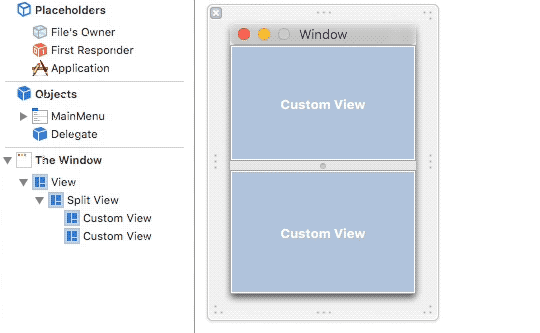 Placeholders
File's Owner
First Responder
Application
Objects
MainMenu
Delegate
The Window
View
Split View
Custom View
Custom View
Window
Custom View
Custom View